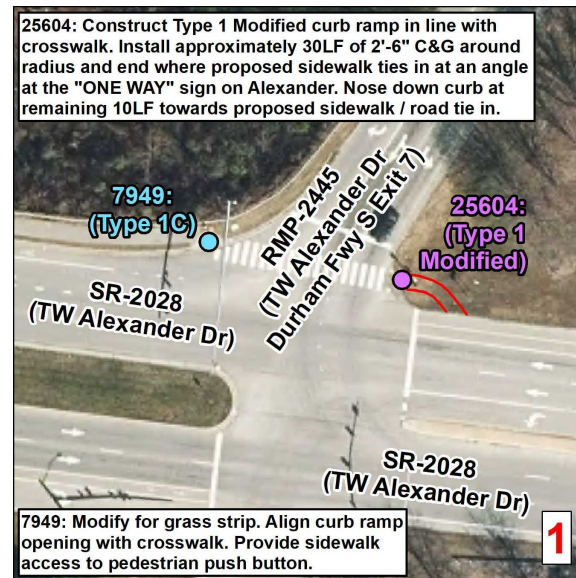 25604: Construct Type 1 Modified curb ramp in line with
crosswalk. Install approximately 30LF of 2'-6" C&G around
radius and end where proposed sidewalk ties in at an angle
at the "ONE WAY" sign on Alexander. Nose down curb at
remaining 10LF towards proposed sidewalk / road tie in.
7949:
(Type 1C)
RMP-2445
(TW Alexander Dr
Durham Fwy S Exit 7)
25604:
(Type 1
Modified)
SR-2028
(TW Alexander Dr)
SR-2028
(TW Alexander Dr)
7949: Modify for grass strip. Align curb ramp
opening with crosswalk. Provide sidewalk
access to pedestrian push button.
1